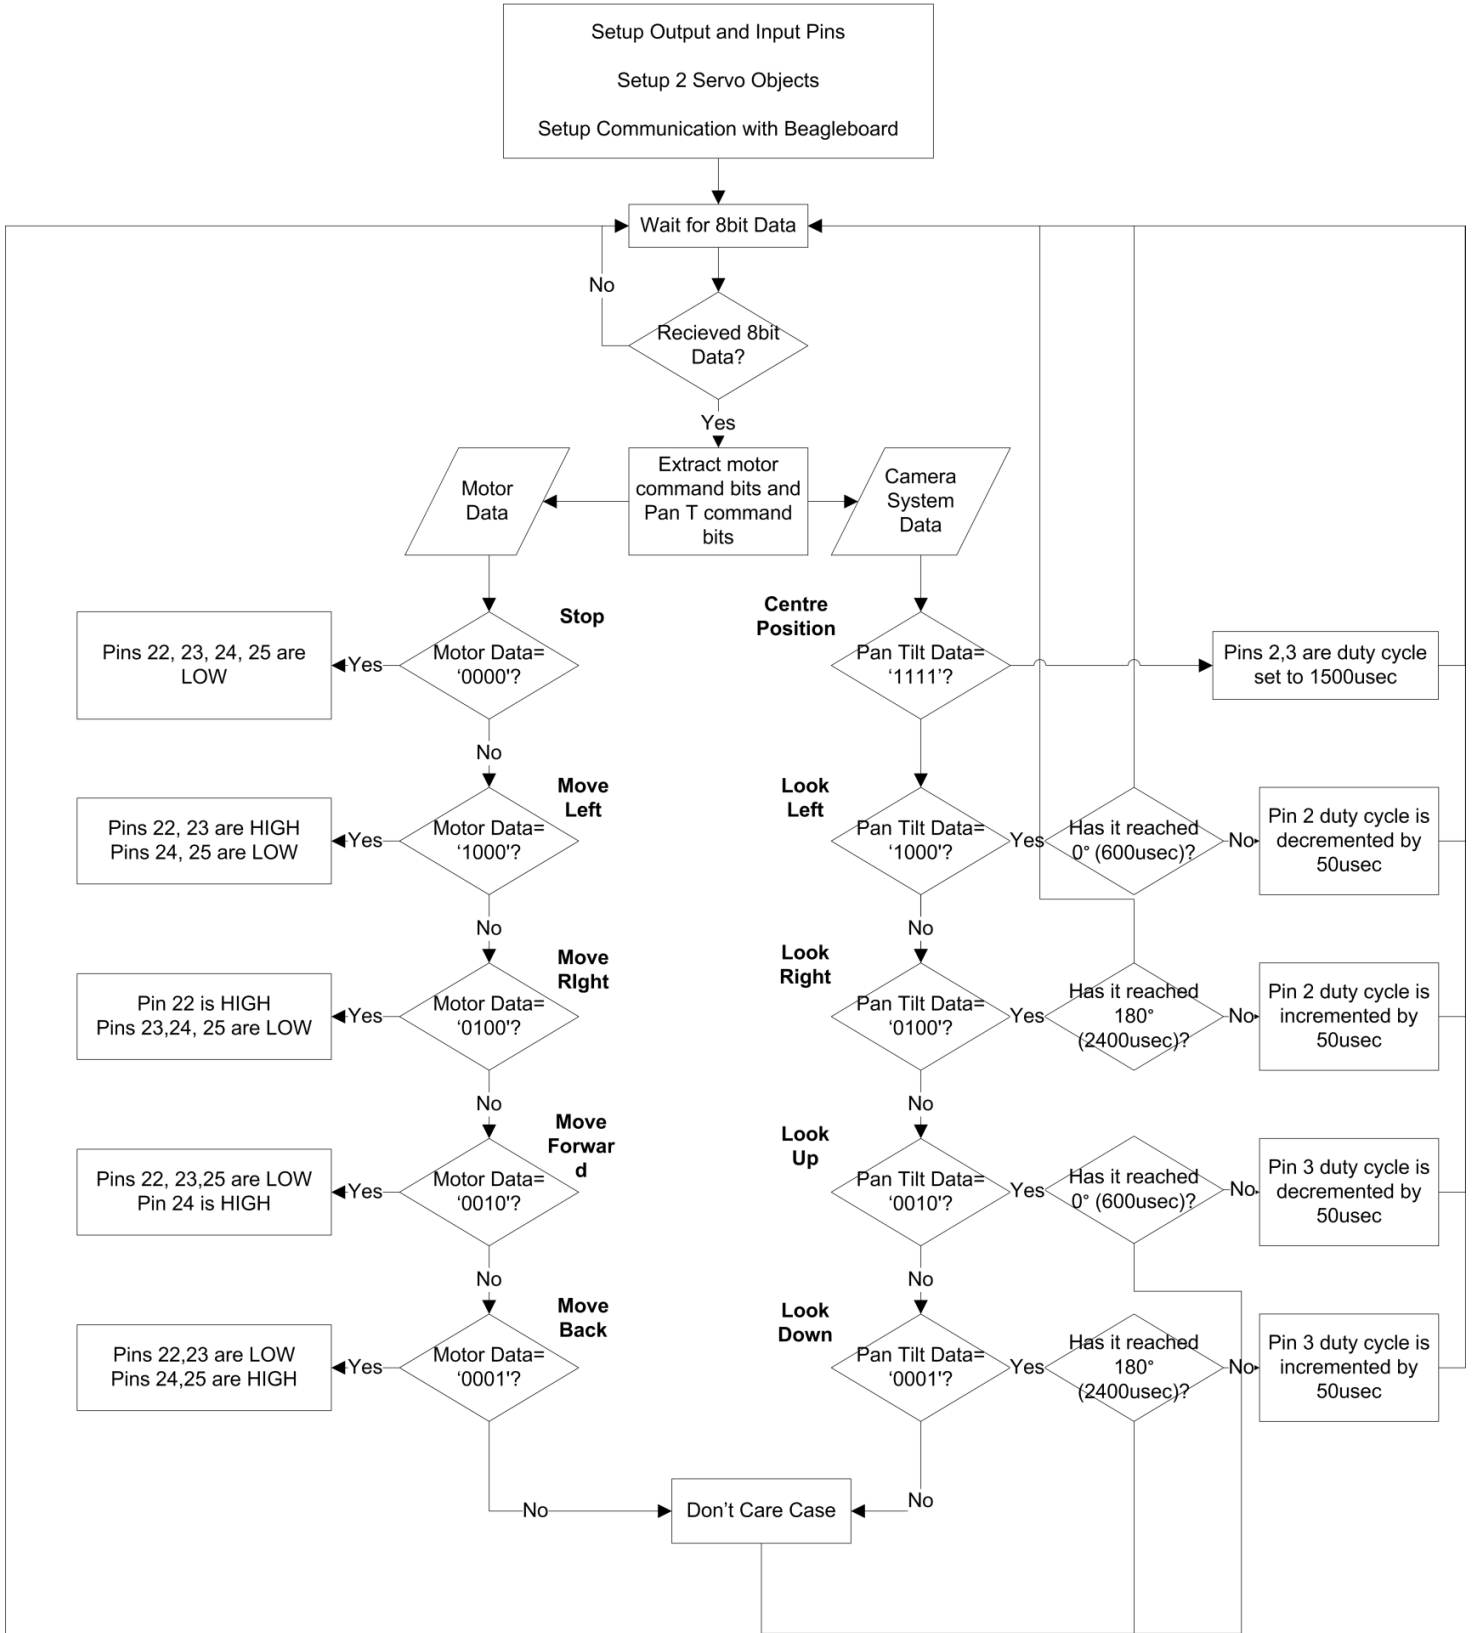 Setup Output and Input Pins
Setup 2 Servo Objects
Setup Communication with Beagleboard
Wait for 8bit Data
No
Recieved 8bit
Data?
Yes
Motor
Data
Extract motor
command bits and
Pan T command
bits
Camera
System
Data
Stop
Pins 22, 23, 24, 25 are
LOW
Yes
Motor Data=
‘0000'?
No
Centre
Position
Pan Tilt Data=
‘1111’?
Pins 2,3 are duty cycle
set to 1500usec
Move
Left
Pins 22, 23 are HIGH
Pins 24, 25 are LOW
Yes
Motor Data=
‘1000'?
No
Look
Left
Pan Tilt Data=
‘1000'?
Yes
Has it reached
0° (600usec)?
No
Pin 2 duty cycle is
decremented by
50usec
No
Move
RIght
Pin 22 is HIGH
Pins 23,24, 25 are LOW
Yes
Motor Data=
‘0100'?
No
Look
Right
Pan Tilt Data=
‘0100'?
Yes
Has it reached
180°
(2400usec)?
No
Pin 2 duty cycle is
incremented by
50usec
No
Move
Forwar
d
Pins 22, 23,25 are LOW
Pin 24 is HIGH
Yes
Motor Data=
‘0010'?
No
Look
Up
Pan Tilt Data=
‘0010'?
Yes
Has it reached
0° (600usec)?
No
Pin 3 duty cycle is
decremented by
50usec
No
Move
Back
Pins 22,23 are LOW
Pins 24,25 are HIGH
Yes
Motor Data=
‘0001'?
No
Look
Down
Pan Tilt Data=
‘0001'?
Yes
Has it reached
180°
(2400usec)?
No
Pin 3 duty cycle is
incremented by
50usec
No
Don’t Care Case